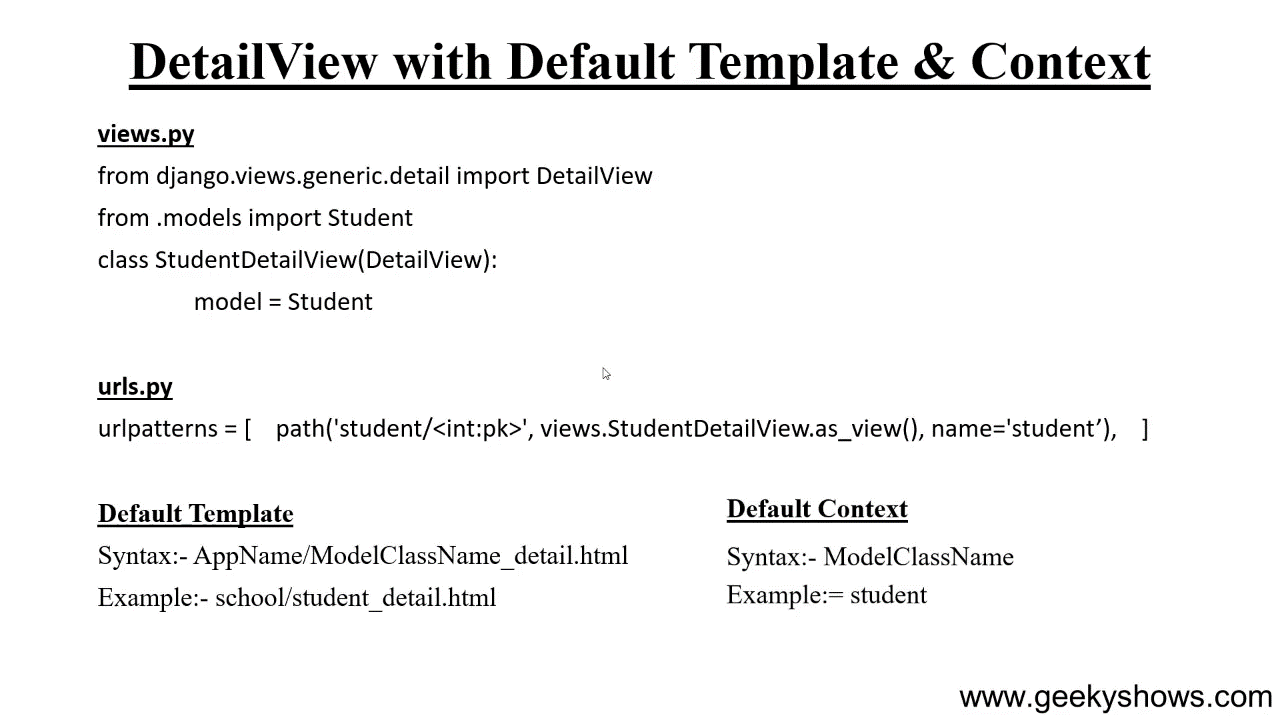 DetailView with Default Template & Context
views.py
from django.views.generic.detail import DetailView
from .models import Student
class StudentDetailView(DetailView):
model = Student
urls.py
urlpatterns = [ path('student/<int:pk>', views.StudentDetailView.as_view(), name='student’), ]
Default Template
Syntax:- AppName/ModelClassName_detail.html
Example:- school/student_detail.html
Default Context
Syntax:- ModelClassName
Example:= student
www.geekyshows.com